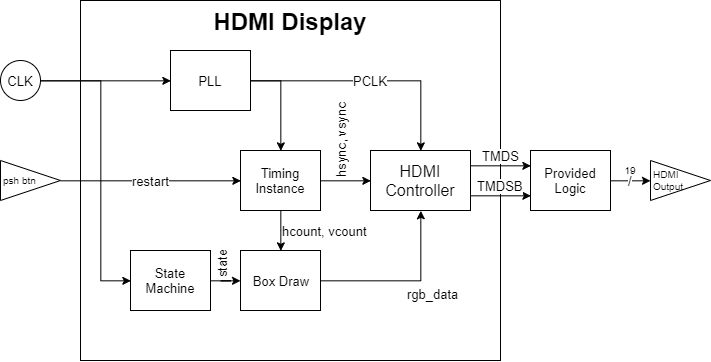 HDMI Display
CLK
PLL
PCLK
hsync, vsync
psh btn
restart
Timing
Instance
HDMI
Controller
TMDS
TMDSB
Provided
Logic
19
HDMI
Output
hcount, vcount
State
Machine
state
Box Draw
rgb_data